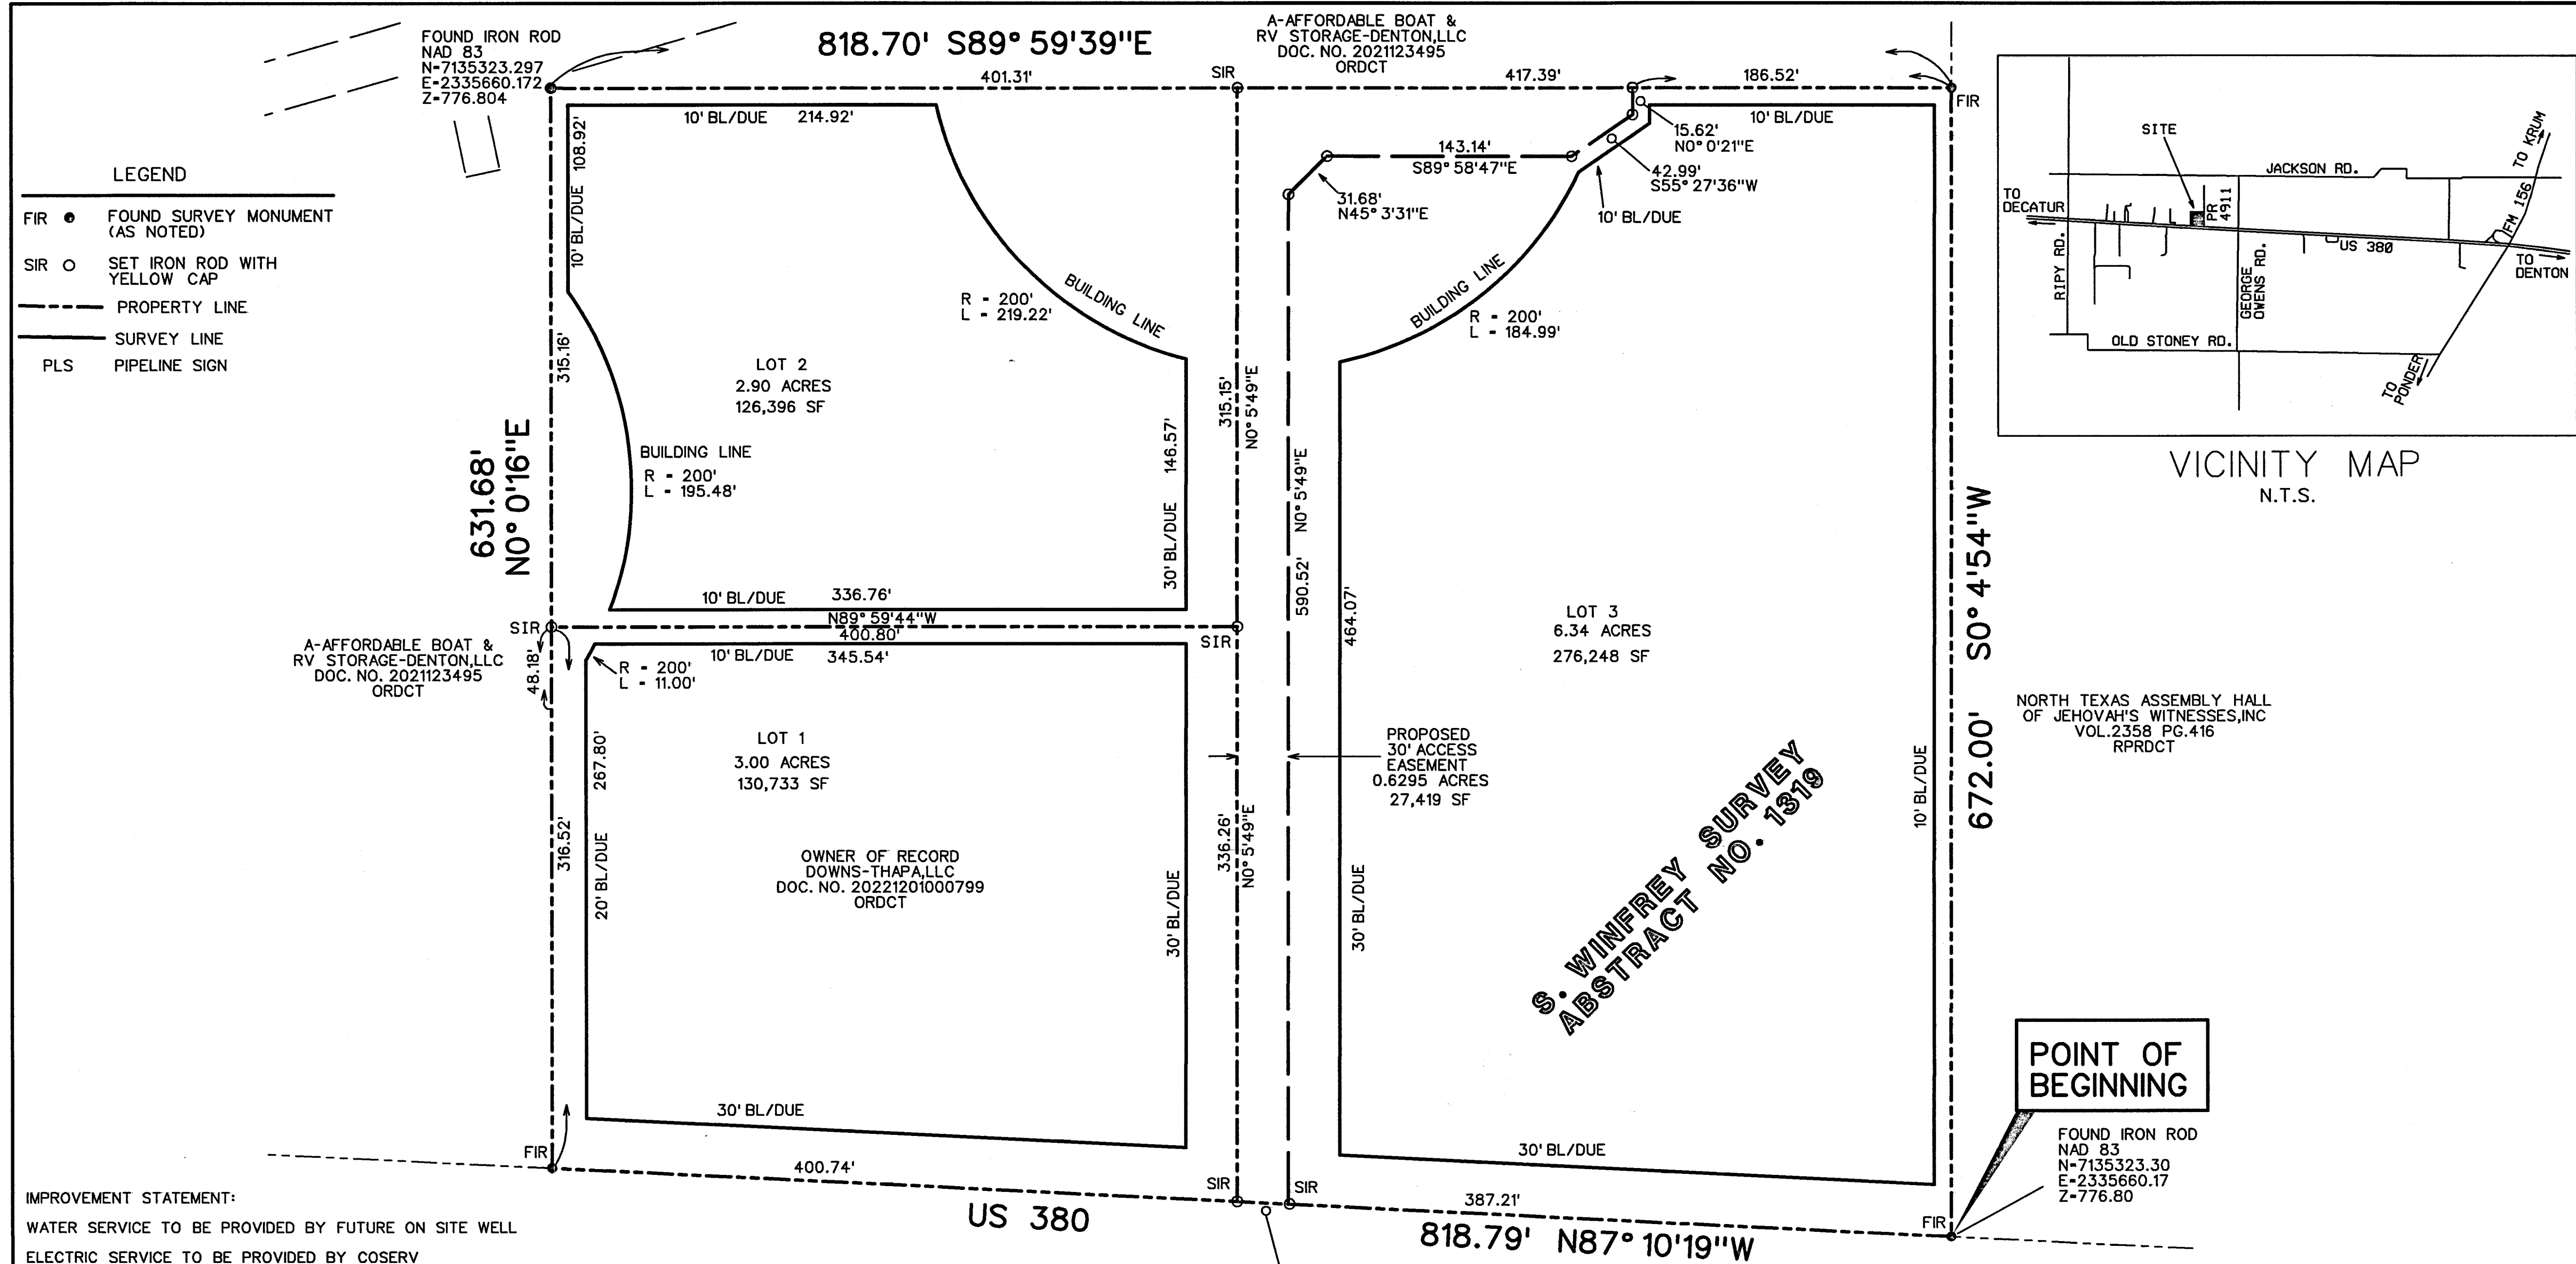 FOUND IRON ROD
NAD 83
N=7135323.297
E=2335660.172
Z=776.804
818.70' S89°59'39"E
A-AFFORDABLE BOAT &
RV STORAGE-DENTON,LLC
DOC. NO. 2021123495
ORDCT
401.31'
SIR
417.39'
186.52'
FIR
10' BL/DUE 214.92'
10' BL/DUE 108.92'
10' BL/DUE
15.62'
N0°0'21"E
143.14'
S89°58'47"E
42.99'
S55°27'36"W
31.68'
N45°3'31"E
10' BL/DUE
LEGEND
FIR FOUND SURVEY MONUMENT
(AS NOTED)
SIR SET IRON ROD WITH
YELLOW CAP
PROPERTY LINE
SURVEY LINE
PLS PIPELINE SIGN
BUILDING LINE
R = 200'
L = 219.22'
BUILDING LINE
R = 200'
L = 184.99'
LOT 2
2.90 ACRES
126,396 SF
315.16'
631.68'
N0°0'16"E
BUILDING LINE
R = 200'
L = 195.48'
30' BL/DUE 146.57'
315.15'
N0°5'49"E
590.52' N0°5'49"E
464.07'
10' BL/DUE 336.76'
N89°59'44"W
400.80'
SIR
SIR
10' BL/DUE 345.54'
R = 200'
L = 11.00'
A-AFFORDABLE BOAT &
RV STORAGE-DENTON,LLC
DOC. NO. 2021123495
ORDCT
48.18'
LOT 3
6.34 ACRES
276,248 SF
672.00' S0°4'54"W
NORTH TEXAS ASSEMBLY HALL
OF JEHOVAH'S WITNESSES,INC
VOL.2358 PG.416
RPRDCT
LOT 1
3.00 ACRES
130,733 SF
20' BL/DUE 267.80'
316.52'
OWNER OF RECORD
DOWNS-THAPA,LLC
DOC. NO. 20221201000799
ORDCT
30' BL/DUE
336.26'
N0°5'49"E
PROPOSED
30' ACCESS
EASEMENT
0.6295 ACRES
27,419 SF
30' BL/DUE
10' BL/DUE
S. WINFREY SURVEY
ABSTRACT NO. 1319
30' BL/DUE
30' BL/DUE
FIR
400.74'
SIR
SIR
387.21'
FIR
US 380
818.79' N87°10'19"W
POINT OF
BEGINNING
FOUND IRON ROD
NAD 83
N=7135323.30
E=2335660.17
Z=776.80
SITE
TO KRUM
JACKSON RD.
TO
DECATUR
PR
4911
FM 156
US 380
RIPY RD.
GEORGE
OWENS RD.
TO
DENTON
OLD STONEY RD.
TO
PONDER
VICINITY MAP
N.T.S.
IMPROVEMENT STATEMENT:
WATER SERVICE TO BE PROVIDED BY FUTURE ON SITE WELL
ELECTRIC SERVICE TO BE PROVIDED BY COSERV